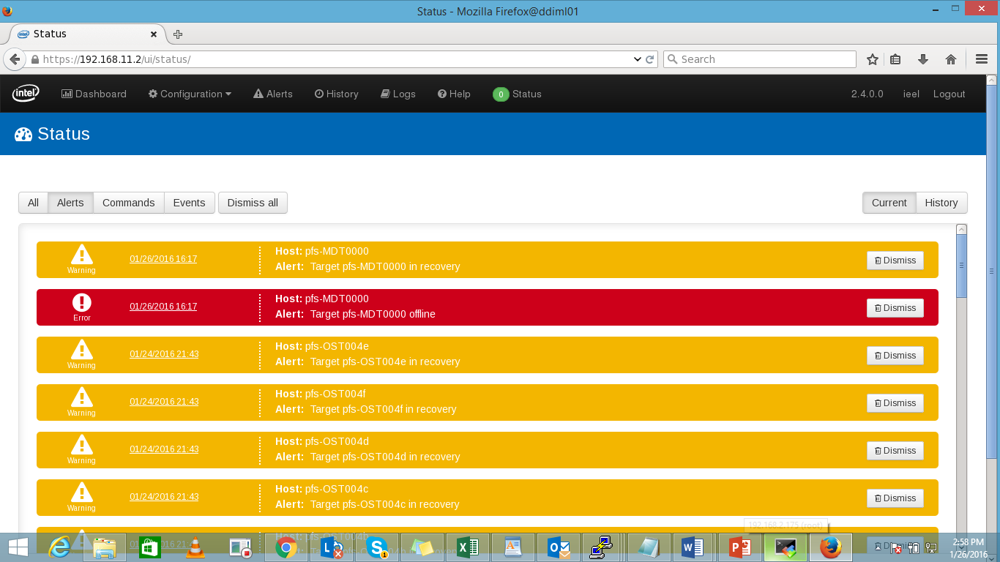 Status - Mozilla Firefox@ddiml01
Status
https://192.168.11.2/ui/status/
Search
intel
Dashboard Configuration Alerts History Logs Help 0 Status 2.4.0.0 ieel Logout
Status
All Alerts Commands Events Dismiss all Current History
Host: pfs-MDT0000
Warning 01/26/2016 16:17 Alert: Target pfs-MDT0000 in recovery Dismiss
Host: pfs-MDT0000
Error 01/26/2016 16:17 Alert: Target pfs-MDT0000 offline Dismiss
Host: pfs-OST004e
Warning 01/24/2016 21:43 Alert: Target pfs-OST004e in recovery Dismiss
Host: pfs-OST004f
Warning 01/24/2016 21:43 Alert: Target pfs-OST004f in recovery Dismiss
Host: pfs-OST004d
Warning 01/24/2016 21:43 Alert: Target pfs-OST004d in recovery Dismiss
Host: pfs-OST004c
Warning 01/24/2016 21:43 Alert: Target pfs-OST004c in recovery Dismiss
192.168.2.175 (root)
Host: pfs-OST004b
01/24/2016 21:43
2:58 PM
1/26/2016